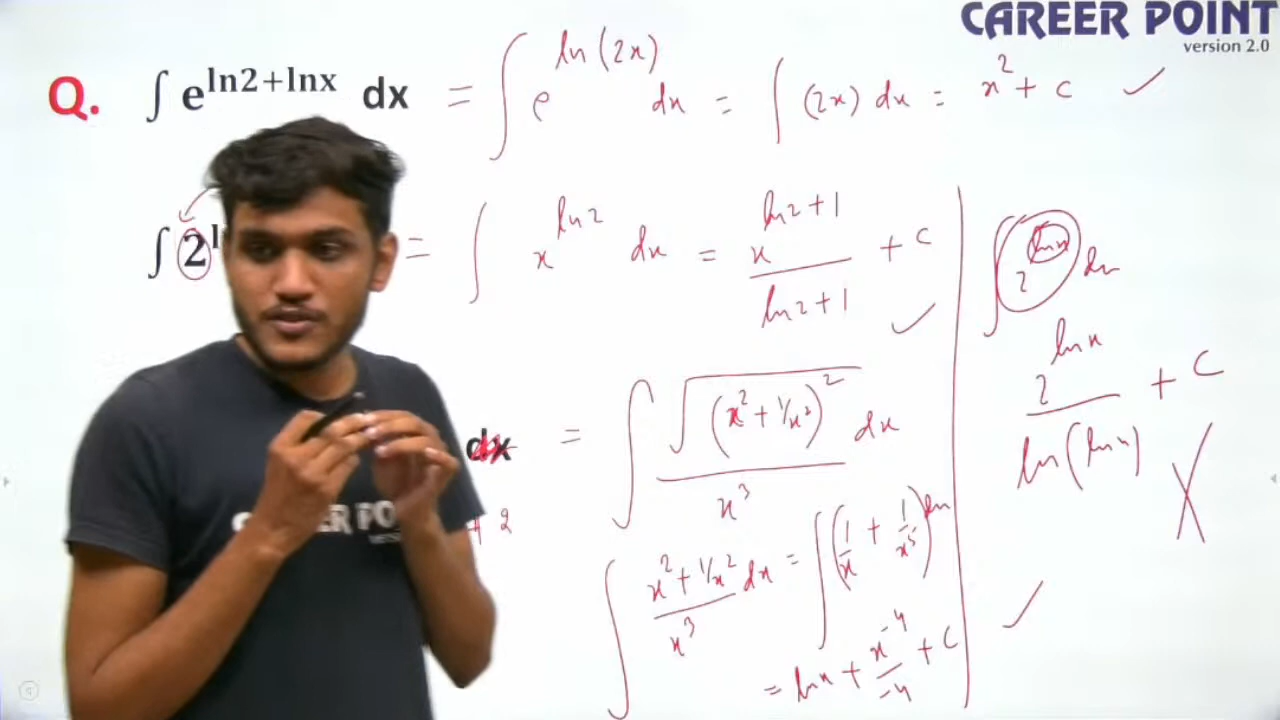 CAREER POINT
version 2.0
Q. ∫ e^(ln2+lnx) dx = ∫ e^(ln(2x)) dx = ∫ (2x) dx = x² + c ✓
∫ 2^l = ∫ x^(ln2) dx = x^(ln2+1) / (ln2+1) + c ✓
dx = ∫ √((x² + 1/x²)²) / x³ dx
+ 2
∫ (x² + 1/x²) / x³ dx = ∫ (1/x + 1/x⁵) dx
= ln x + x⁻⁴ / -4 + c ✓
∫ 2^(lnx) dx
2^(lnx) / ln(lnx) + c
X